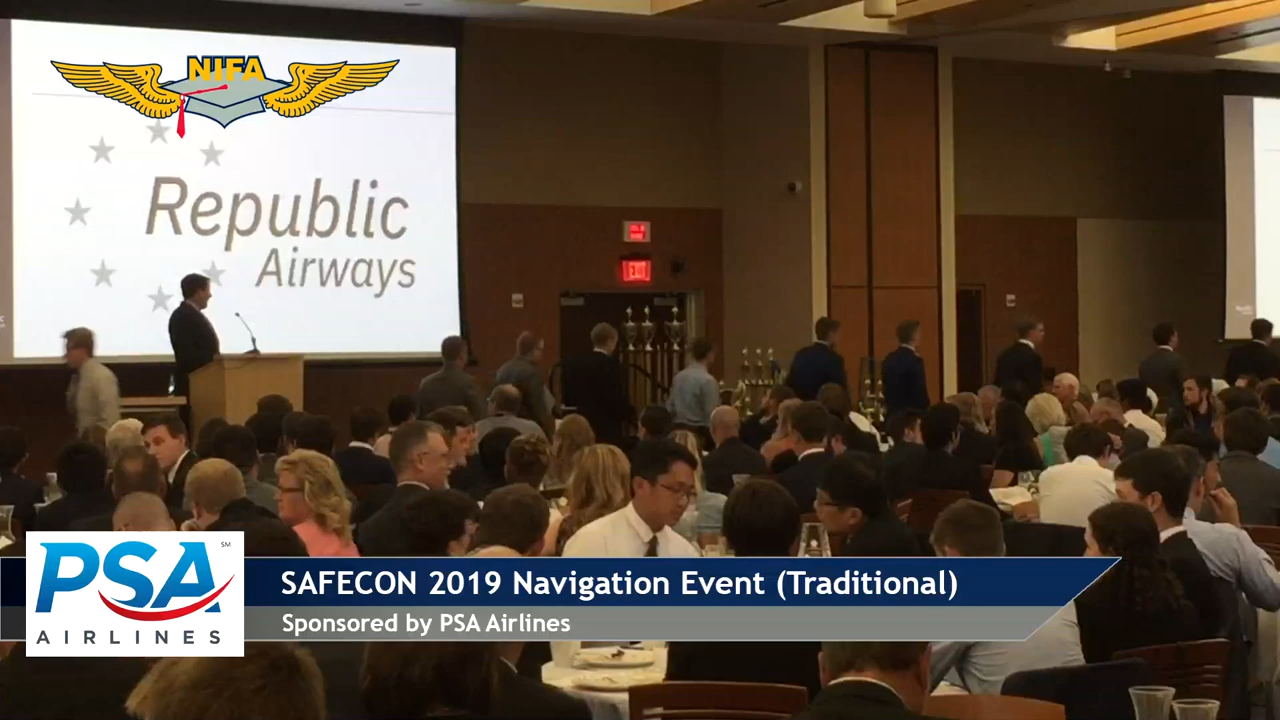 NIFA
Republic
Airways
EXIT
PSA
SM
AIRLINES
SAFECON 2019 Navigation Event (Traditional)
Sponsored by PSA Airlines